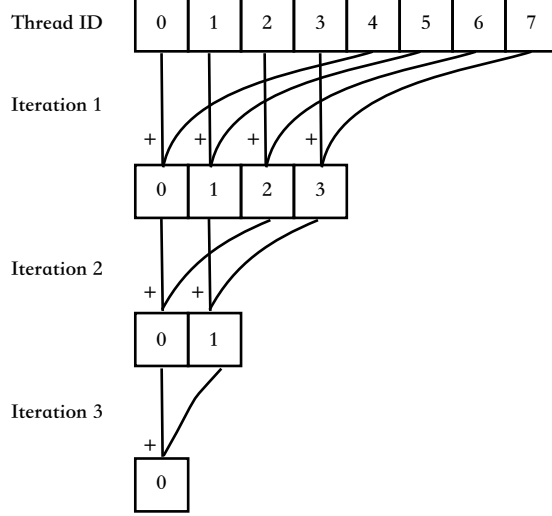 Thread ID 0 1 2 3 4 5 6 7
Iteration 1
+ + + +
0 1 2 3
Iteration 2
+ +
0 1
Iteration 3
+
0